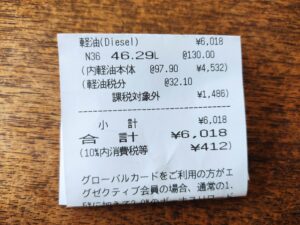 軽油(Diesel) ¥6,018
N36 46.29L @130.00
(内軽油本体 @97.90 ¥4,532)
(軽油税分 @32.10
課税対象外 ¥1,486)
小 計 ¥6,018
合 計 ¥6,018
(10%内消費税等 ¥412)
グローバルカードをご利用の方がエ
グゼクティブ会員の場合、通常の1.